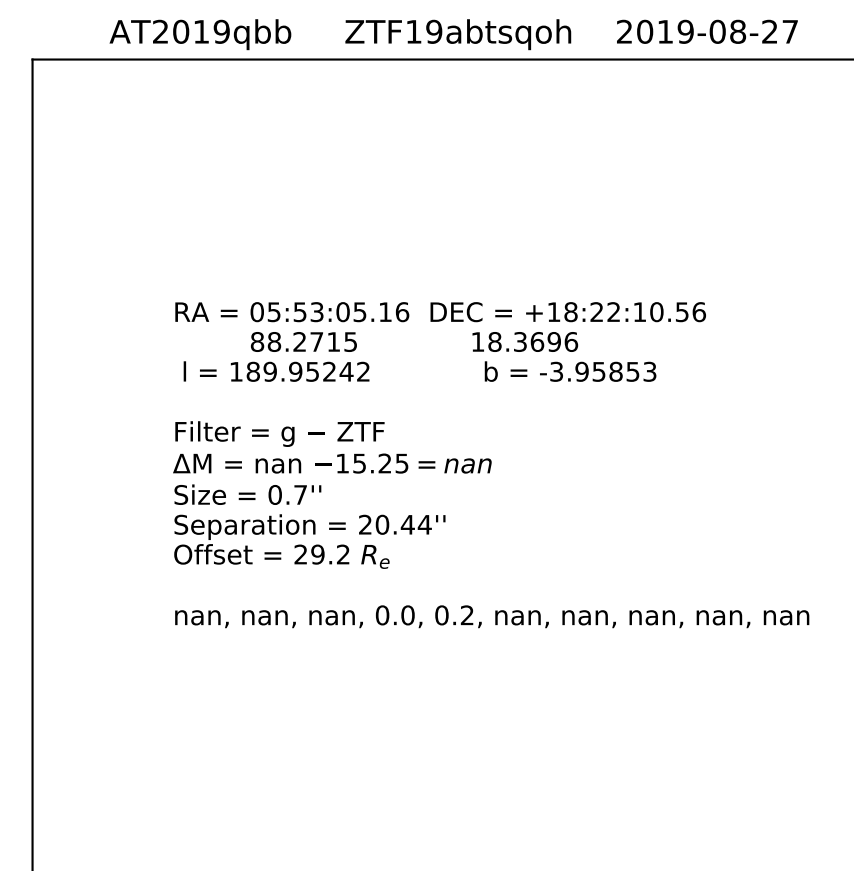 AT2019qbb ZTF19abtsqoh 2019-08-27
RA = 05:53:05.16 DEC = +18:22:10.56
88.2715 18.3696
l = 189.95242 b = -3.95853
Filter = g − ZTF
ΔM = nan −15.25 = nan
Size = 0.7''
Separation = 20.44''
Offset = 29.2 Re
nan, nan, nan, 0.0, 0.2, nan, nan, nan, nan, nan